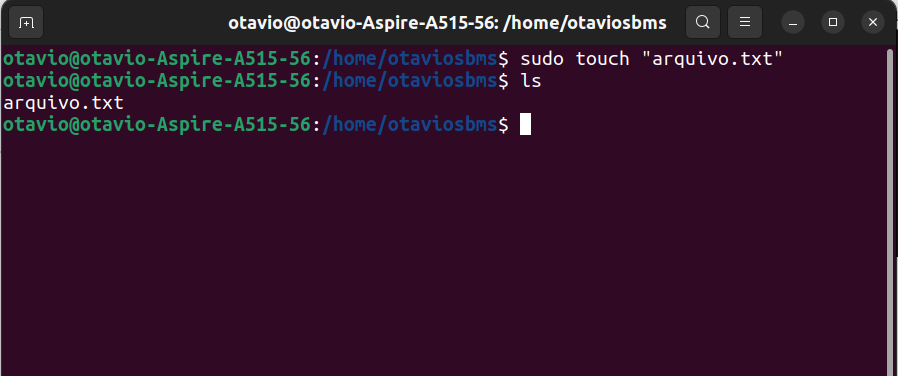 otavio@otavio-Aspire-A515-56: /home/otaviosbms
otavio@otavio-Aspire-A515-56:/home/otaviosbms$ sudo touch "arquivo.txt"
otavio@otavio-Aspire-A515-56:/home/otaviosbms$ ls
arquivo.txt
otavio@otavio-Aspire-A515-56:/home/otaviosbms$